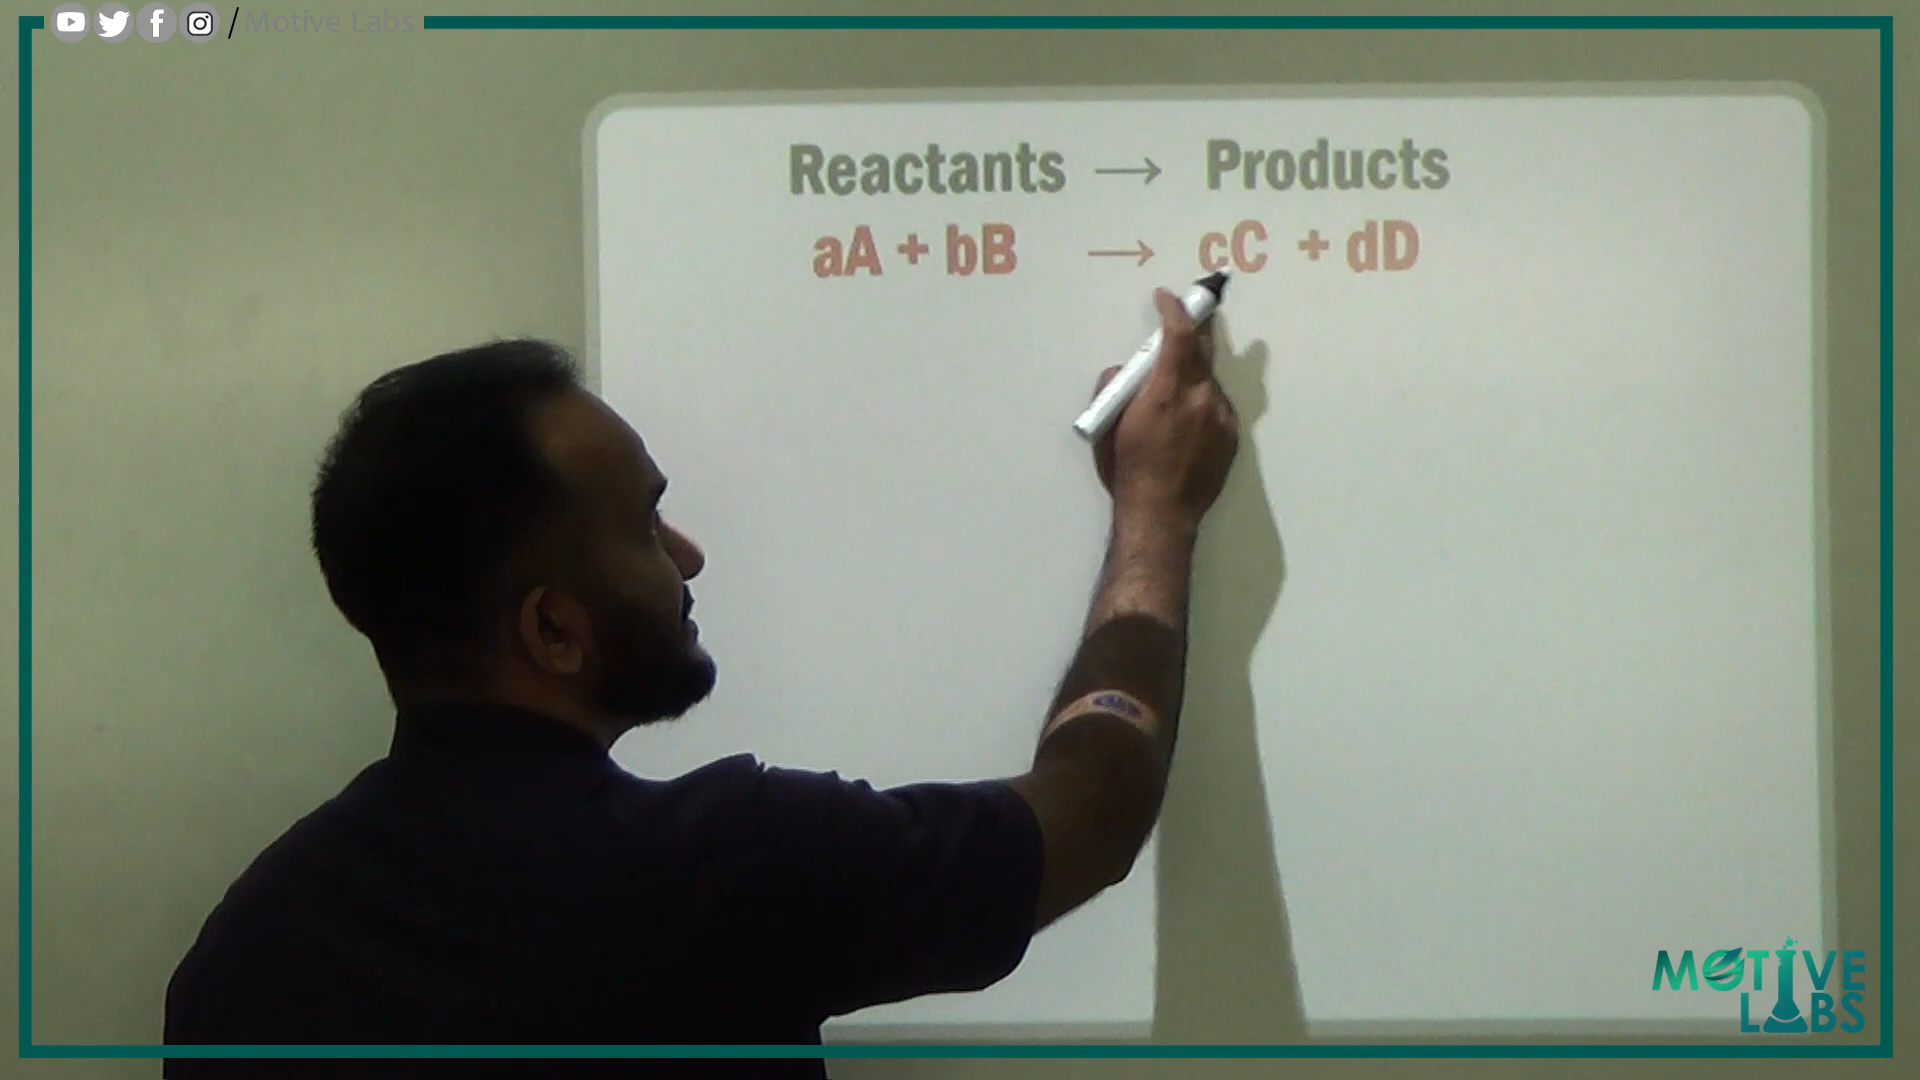 /Motive Labs
Reactants → Products
aA + bB → cC + dD
MOTIVE
LABS